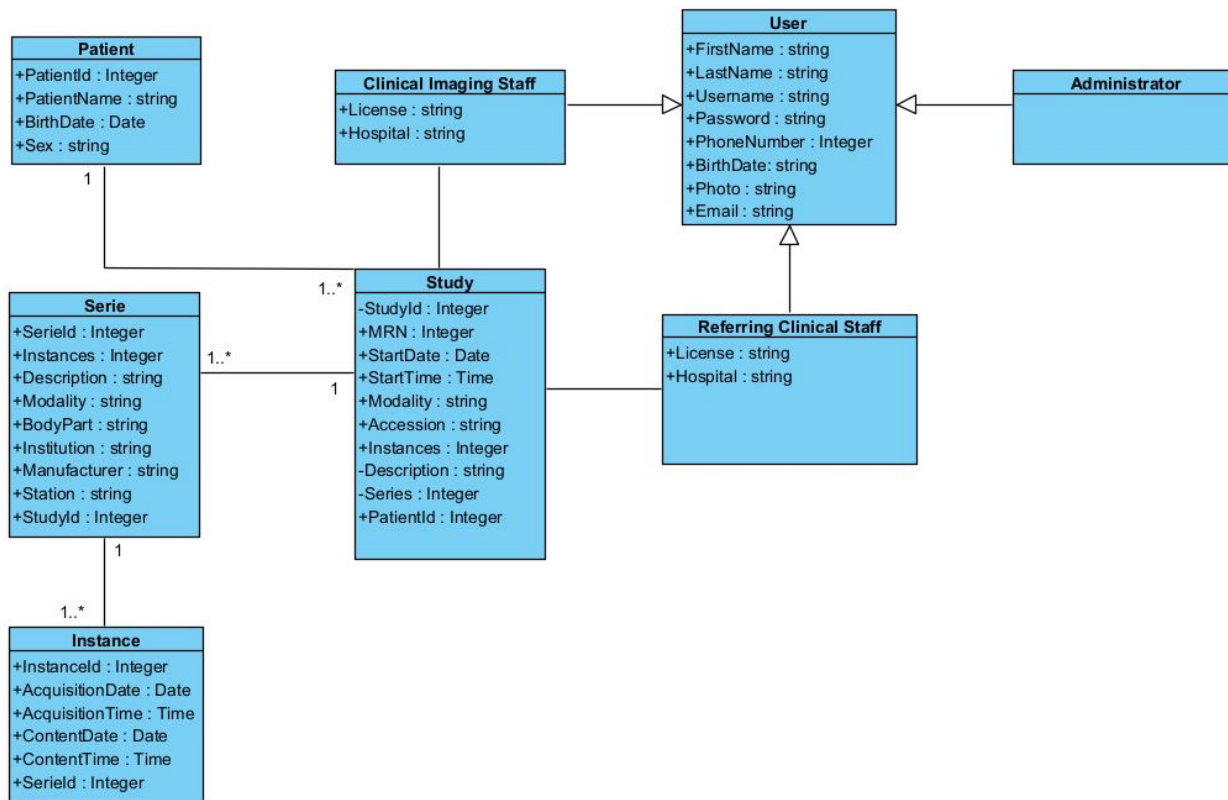 Patient
+PatientId : Integer
+PatientName : string
+BirthDate : Date
+Sex : string
1
Clinical Imaging Staff
+License : string
+Hospital : string
User
+FirstName : string
+LastName : string
+Username : string
+Password : string
+PhoneNumber : Integer
+BirthDate: string
+Photo : string
+Email : string
Administrator
1..*
Serie
+SerieId : Integer
+Instances : Integer
+Description : string
+Modality : string
+BodyPart : string
+Institution : string
+Manufacturer : string
+Station : string
+StudyId : Integer
1..*
1
Study
-StudyId : Integer
+MRN : Integer
+StartDate : Date
+StartTime : Time
+Modality : string
+Accession : string
+Instances : Integer
-Description : string
-Series : Integer
+PatientId : Integer
Referring Clinical Staff
+License : string
+Hospital : string
1
1..*
Instance
+InstanceId : Integer
+AcquisitionDate : Date
+AcquisitionTime : Time
+ContentDate : Date
+ContentTime : Time
+SerieId : Integer